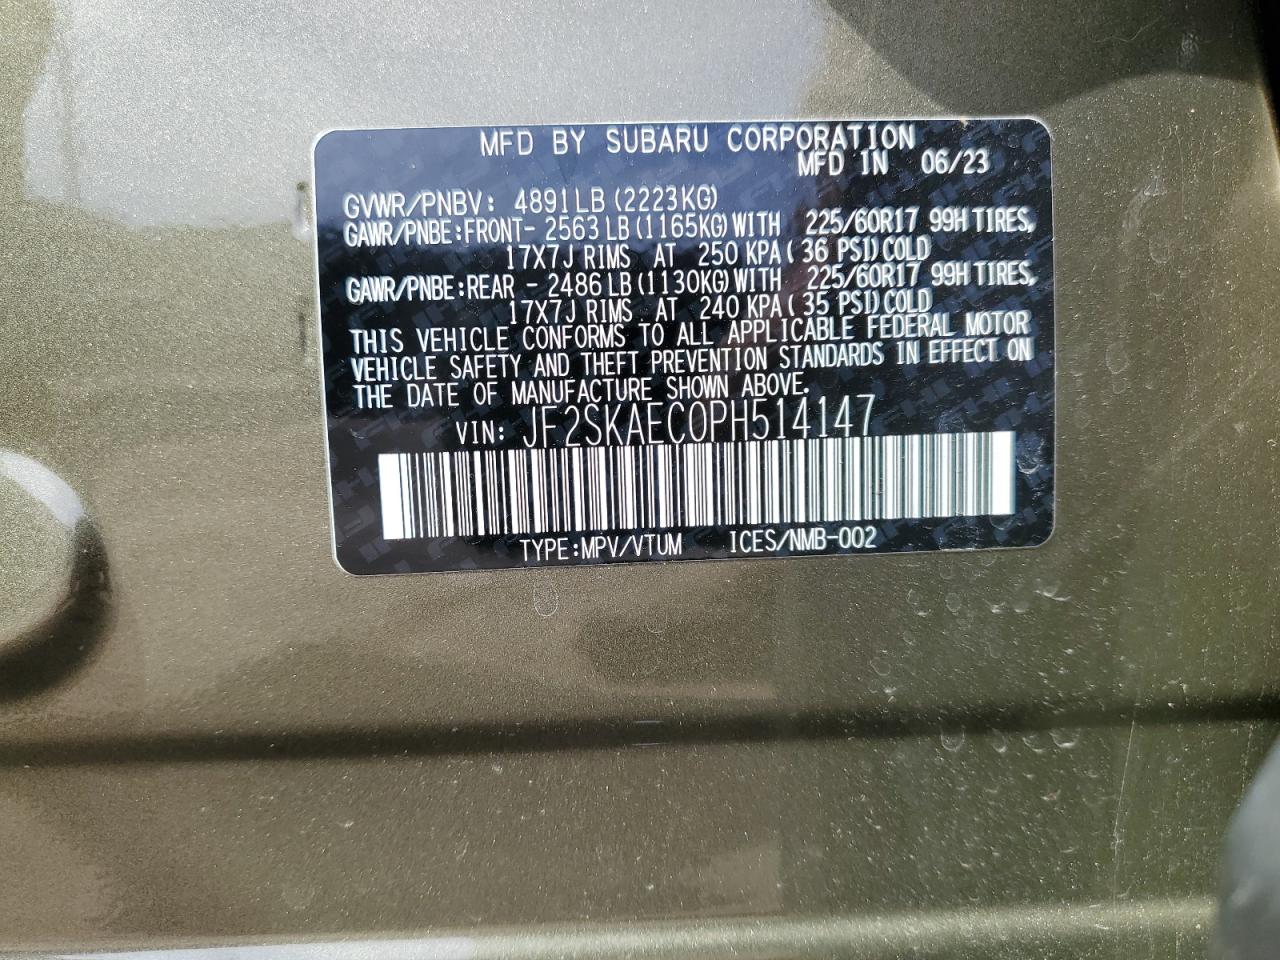 MFD BY SUBARU CORPORATION
MFD IN 06/23
GVWR/PNBV: 4891LB (2223KG)
GAWR/PNBE:FRONT- 2563 LB (1165KG) WITH 225/60R17 99H TIRES,
17X7J RIMS AT 250 KPA( 36 PSI)COLD
GAWR/PNBE:REAR - 2486 LB (1130KG) WITH 225/60R17 99H TIRES,
17X7J RIMS AT 240 KPA( 35 PSI)COLD
THIS VEHICLE CONFORMS TO ALL APPLICABLE FEDERAL MOTOR
VEHICLE SAFETY AND THEFT PREVENTION STANDARDS IN EFFECT ON
THE DATE OF MANUFACTURE SHOWN ABOVE.
VIN: JF2SKAEC0PH514147
TYPE:MPV/VTUM ICES/NMB-002